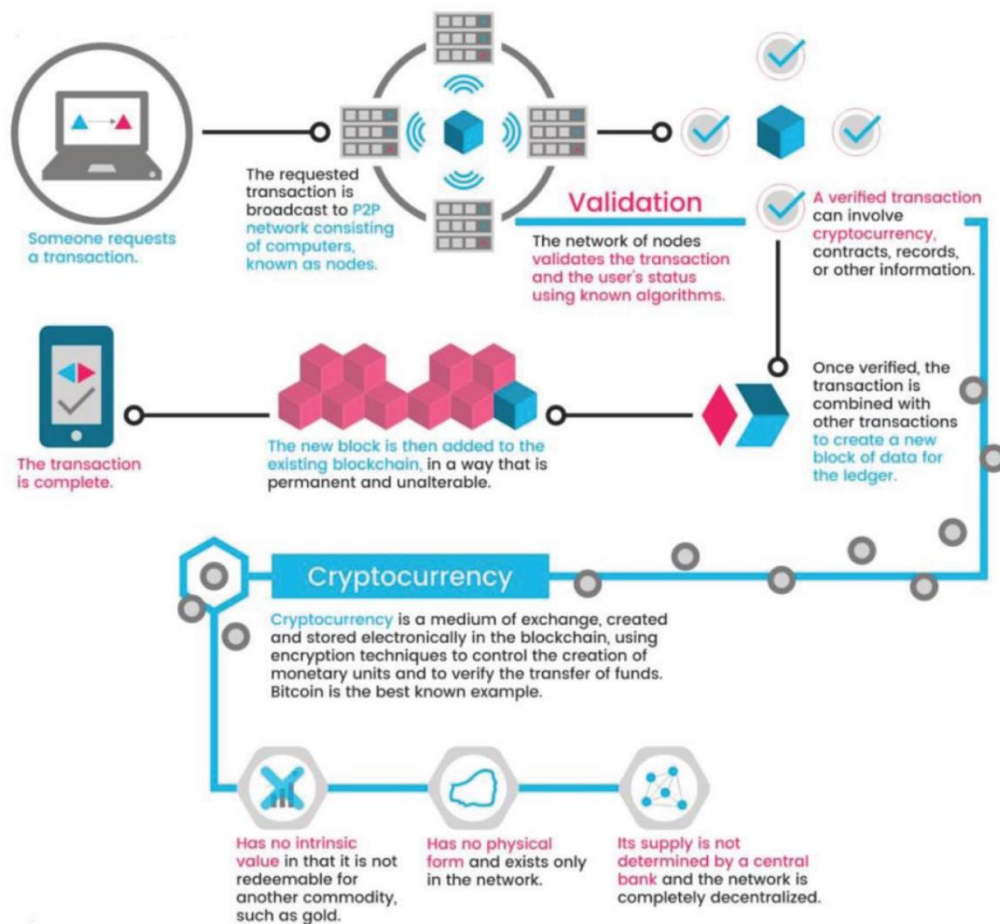 Someone requests
a transaction.
The requested
transaction is
broadcast to P2P
network consisting
of computers,
known as nodes.
Validation
The network of nodes
validates the transaction
and the user's status
using known algorithms.
A verified transaction
can involve
cryptocurrency,
contracts, records,
or other information.
Once verified, the
transaction is
combined with
other transactions
to create a new
block of data for
the ledger.
The new block is then added to the
existing blockchain, in a way that is
permanent and unalterable.
The transaction
is complete.
Cryptocurrency
Cryptocurrency is a medium of exchange, created
and stored electronically in the blockchain, using
encryption techniques to control the creation of
monetary units and to verify the transfer of funds.
Bitcoin is the best known example.
Has no intrinsic
value in that it is not
redeemable for
another commodity,
such as gold.
Has no physical
form and exists only
in the network.
Its supply is not
determined by a central
bank and the network is
completely decentralized.